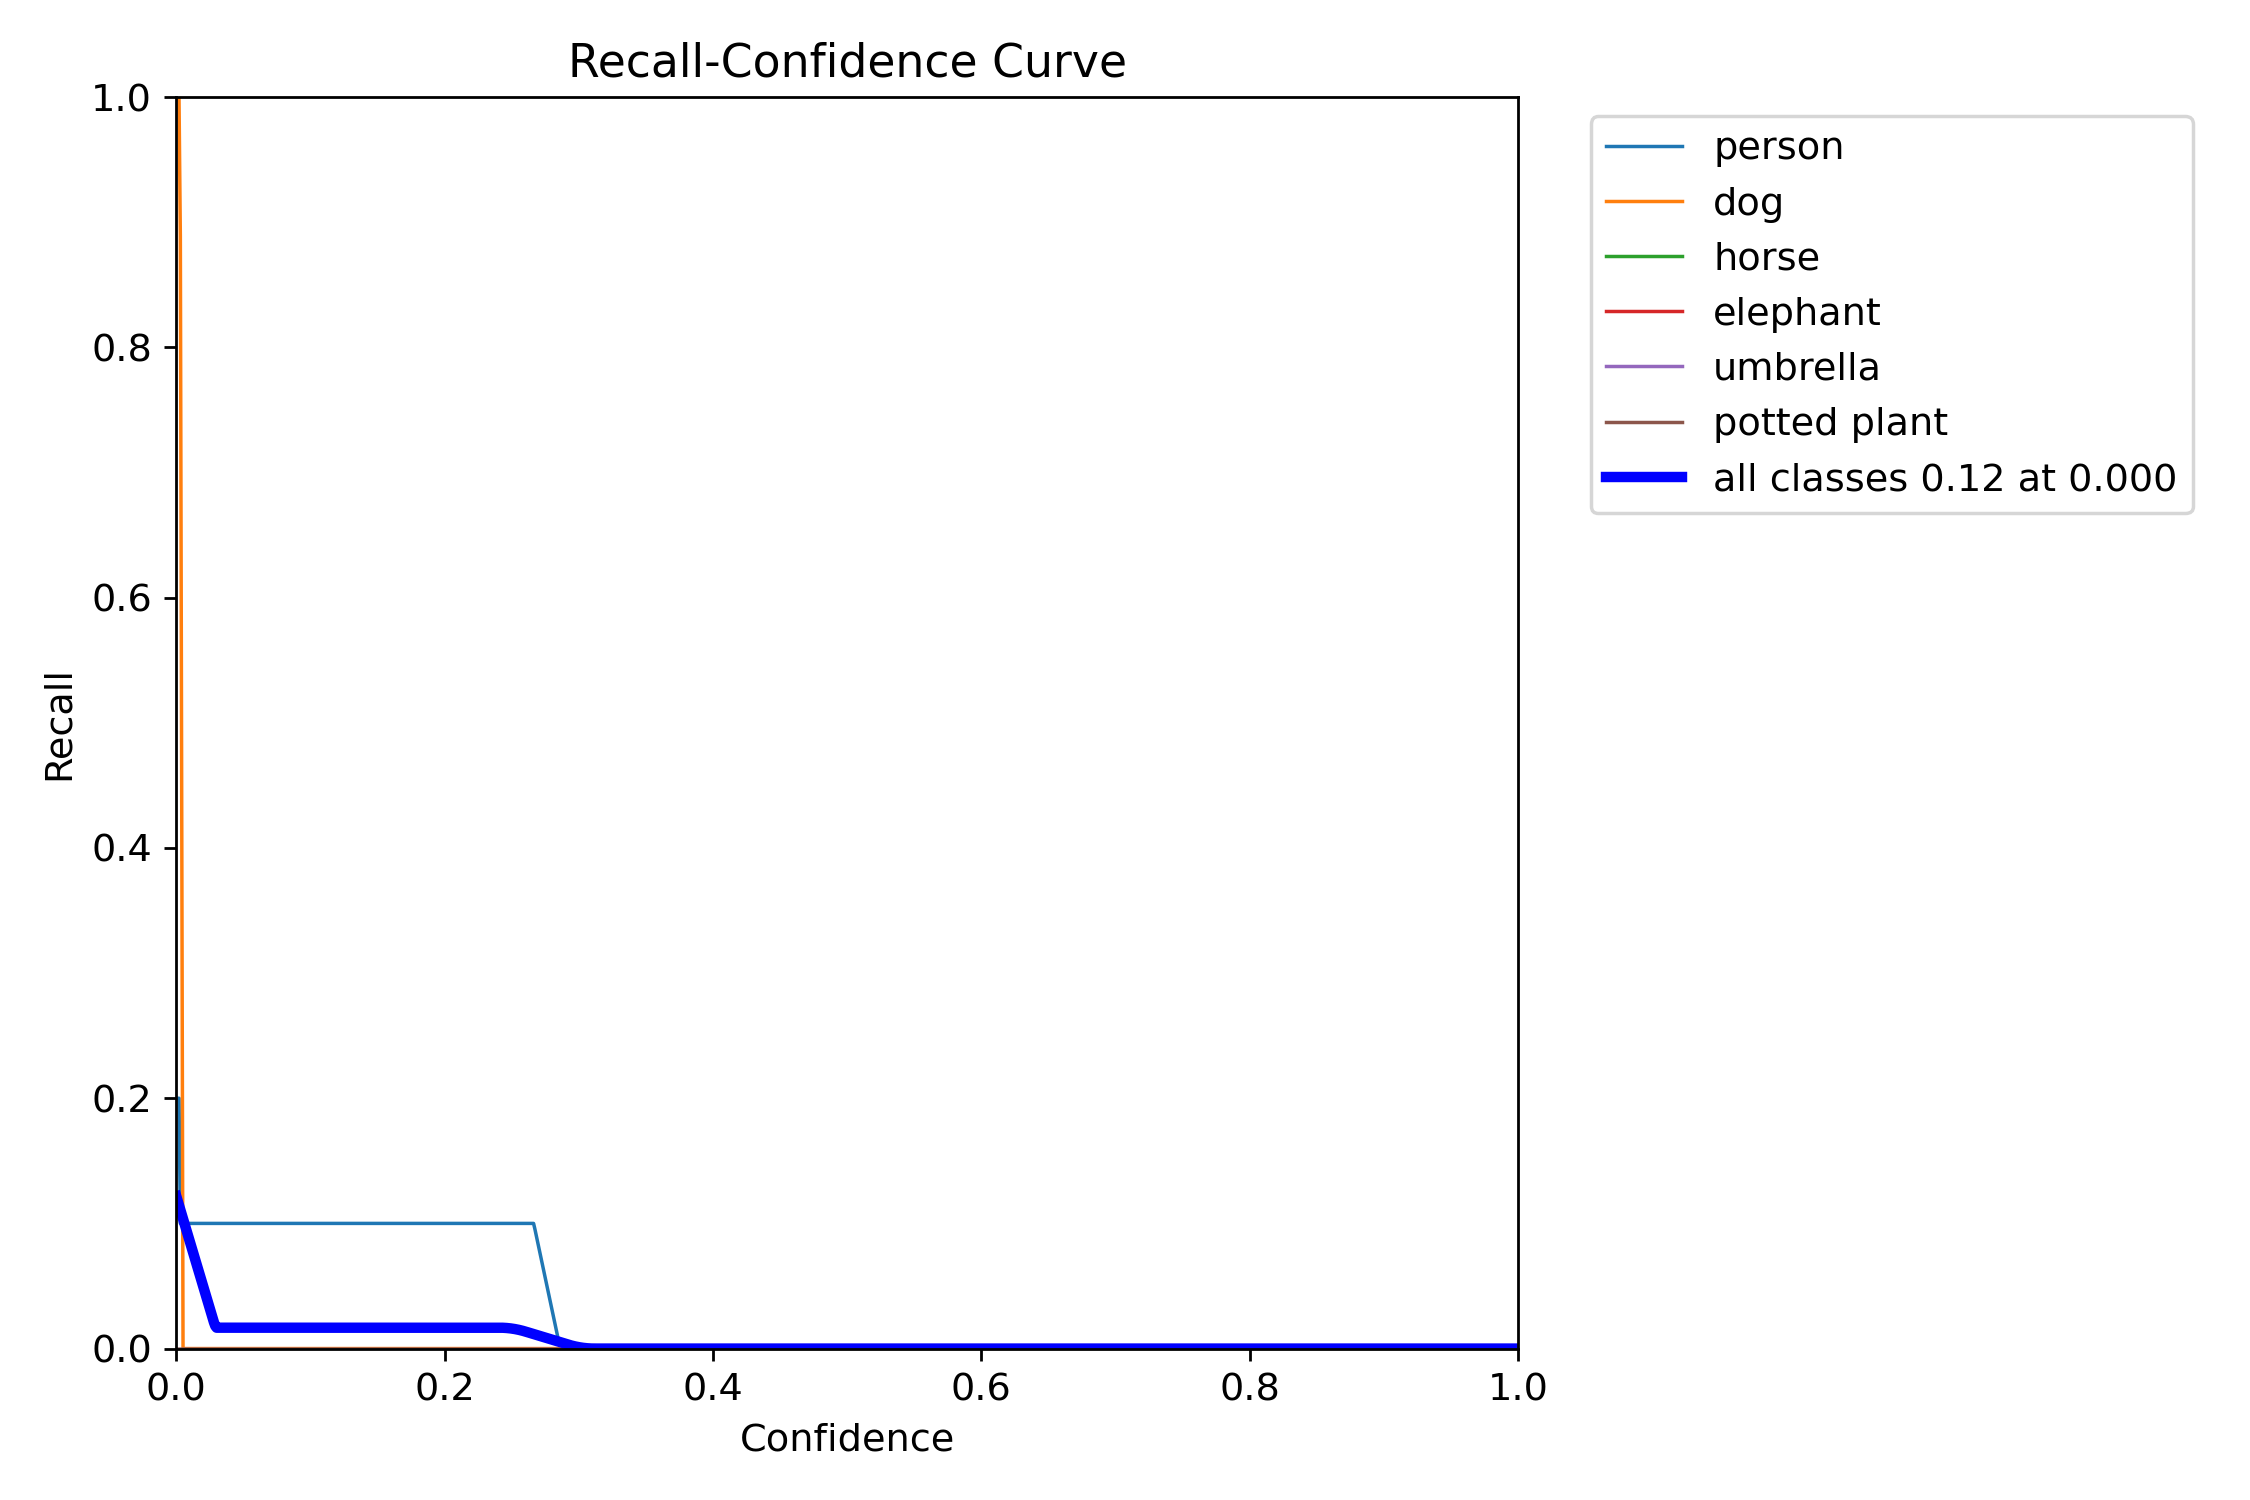 Recall-Confidence Curve
1.0
0.8
0.6
0.4
0.2
0.0
Recall
0.0 0.2 0.4 0.6 0.8 1.0
Confidence
person
dog
horse
elephant
umbrella
potted plant
all classes 0.12 at 0.000